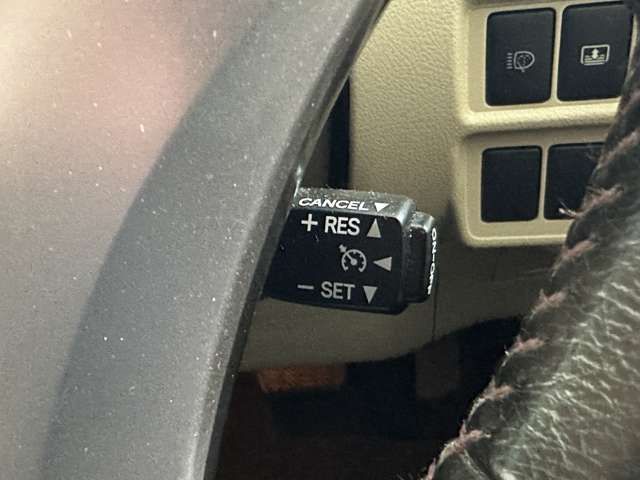 CANCEL ▼
+ RES ▲
◀
- SET ▼
ON-OFF